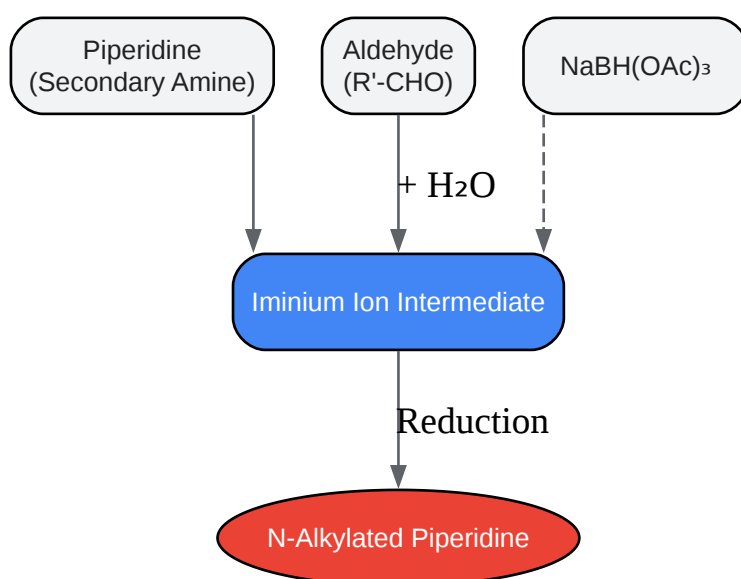 Piperidine
(Secondary Amine)
Aldehyde
(R'-CHO)
NaBH(OAc)₃
+ H₂O
Iminium Ion Intermediate
Reduction
N-Alkylated Piperidine